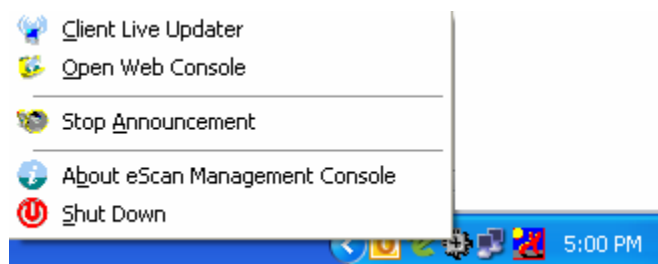 Client Live Updater
Open Web Console
Stop Announcement
About eScan Management Console
Shut Down
5:00 PM